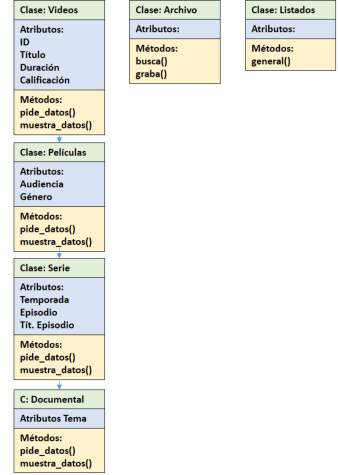 Clase: Videos
Atributos:
ID
Título
Duración
Calificación
Métodos:
pide_datos()
muestra_datos()
Clase: Películas
Atributos:
Audiencia
Género
Métodos:
pide_datos()
muestra_datos()
Clase: Serie
Atributos:
Temporada
Episodio
Tít. Episodio
Métodos:
pide_datos()
muestra_datos()
C: Documental
Atributos Tema
Métodos:
pide_datos()
muestra_datos()
Clase: Archivo
Atributos:
Métodos:
busca()
graba()
Clase: Listados
Atributos:
Métodos:
general()